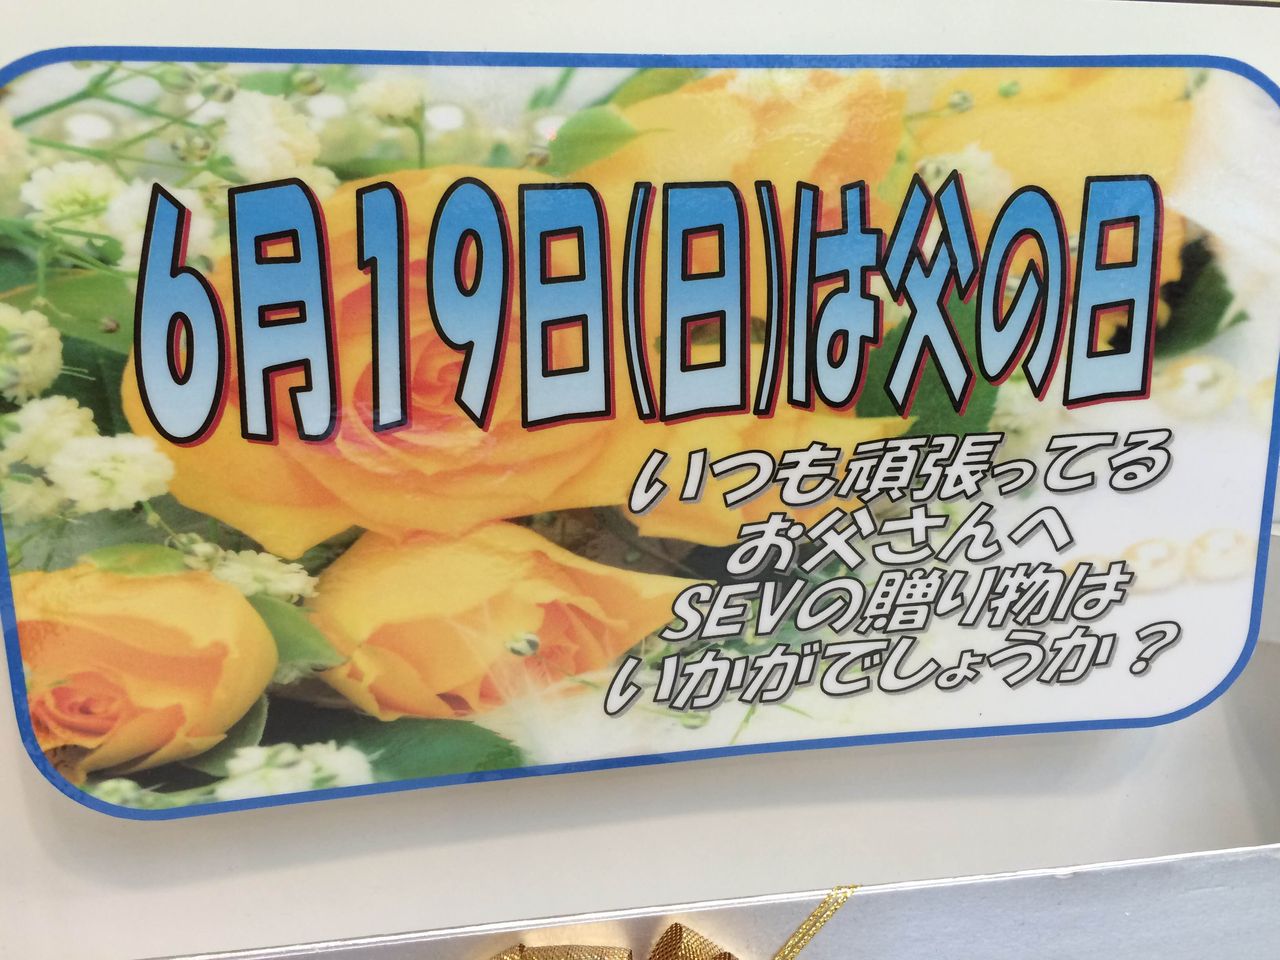 6月19日(日)は父の日
いつも頑張ってる
お父さんへ
SEVの贈り物は
いかがでしょうか？